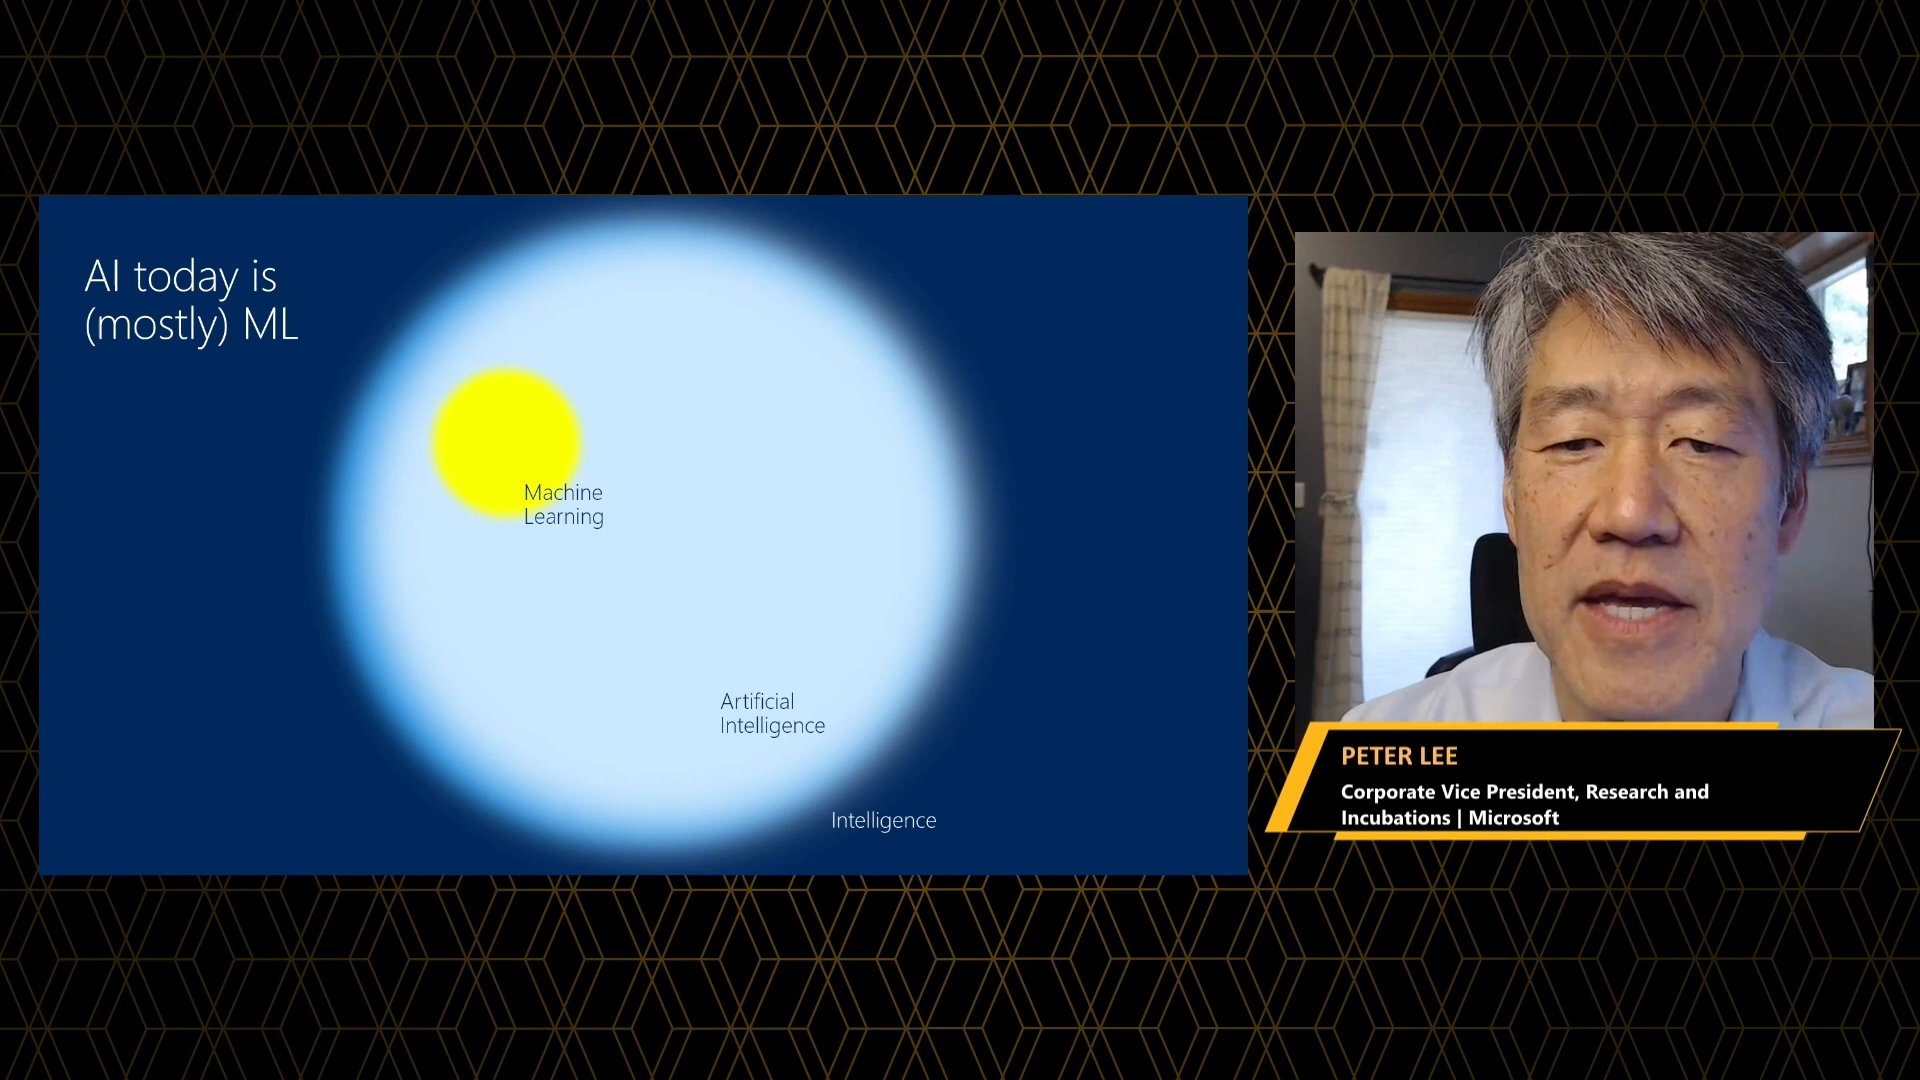 AI today is
(mostly) ML
Machine
Learning
Artificial
Intelligence
Intelligence
PETER LEE
Corporate Vice President, Research and
Incubations | Microsoft